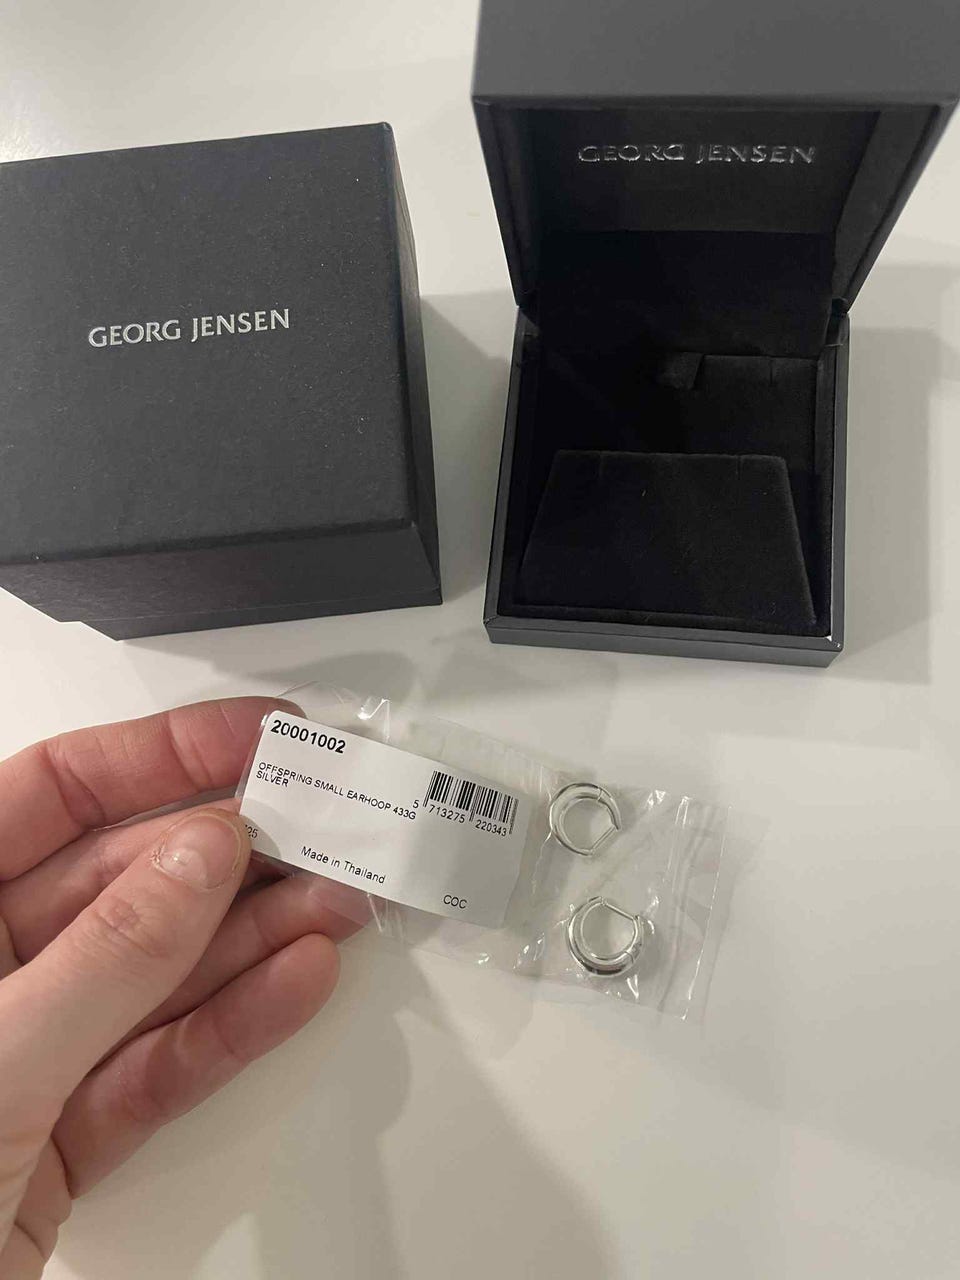 GEORG JENSEN
GEORG JENSEN
20001002
OFFSPRING SMALL EARHOOP 433G
SILVER
5 713275 220343
Made in Thailand
COC